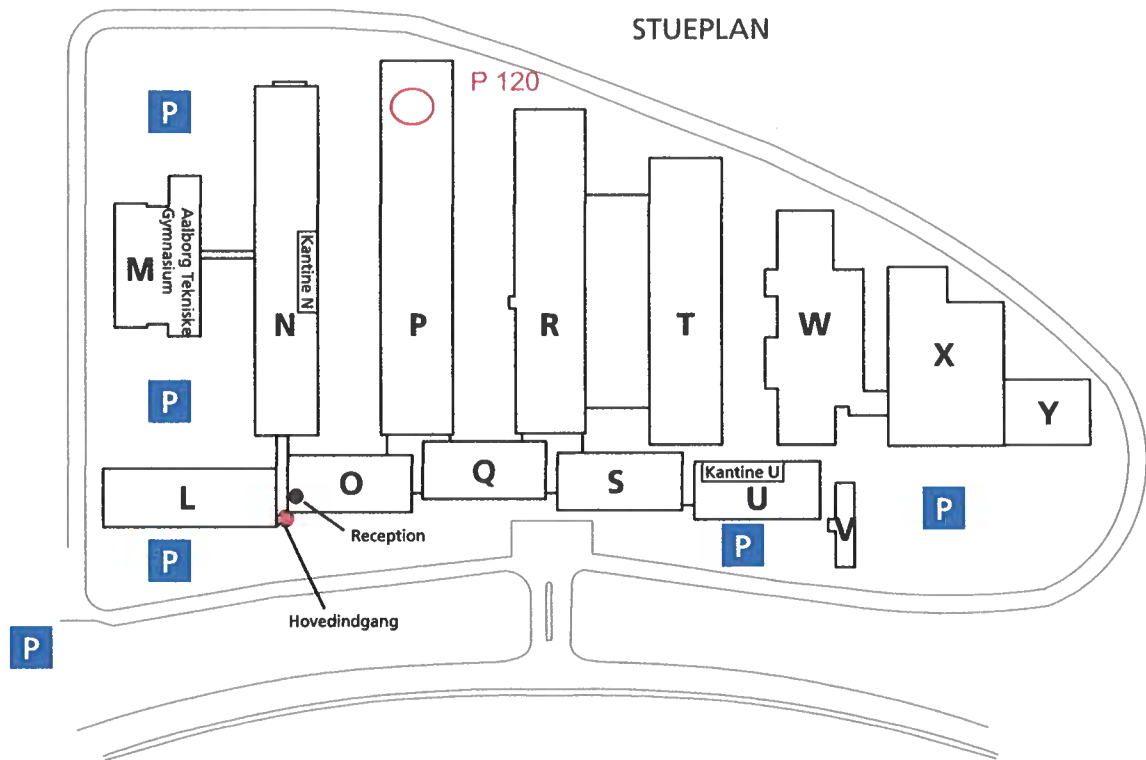 STUEPLAN
P 120
P
M
Aalborg Tekniske
Gymnasium
Kantine N
N
P
R
T
W
X
Y
P
L
O
Q
S
Kantine U
U
V
P
Reception
P
P
Hovedindgang
P